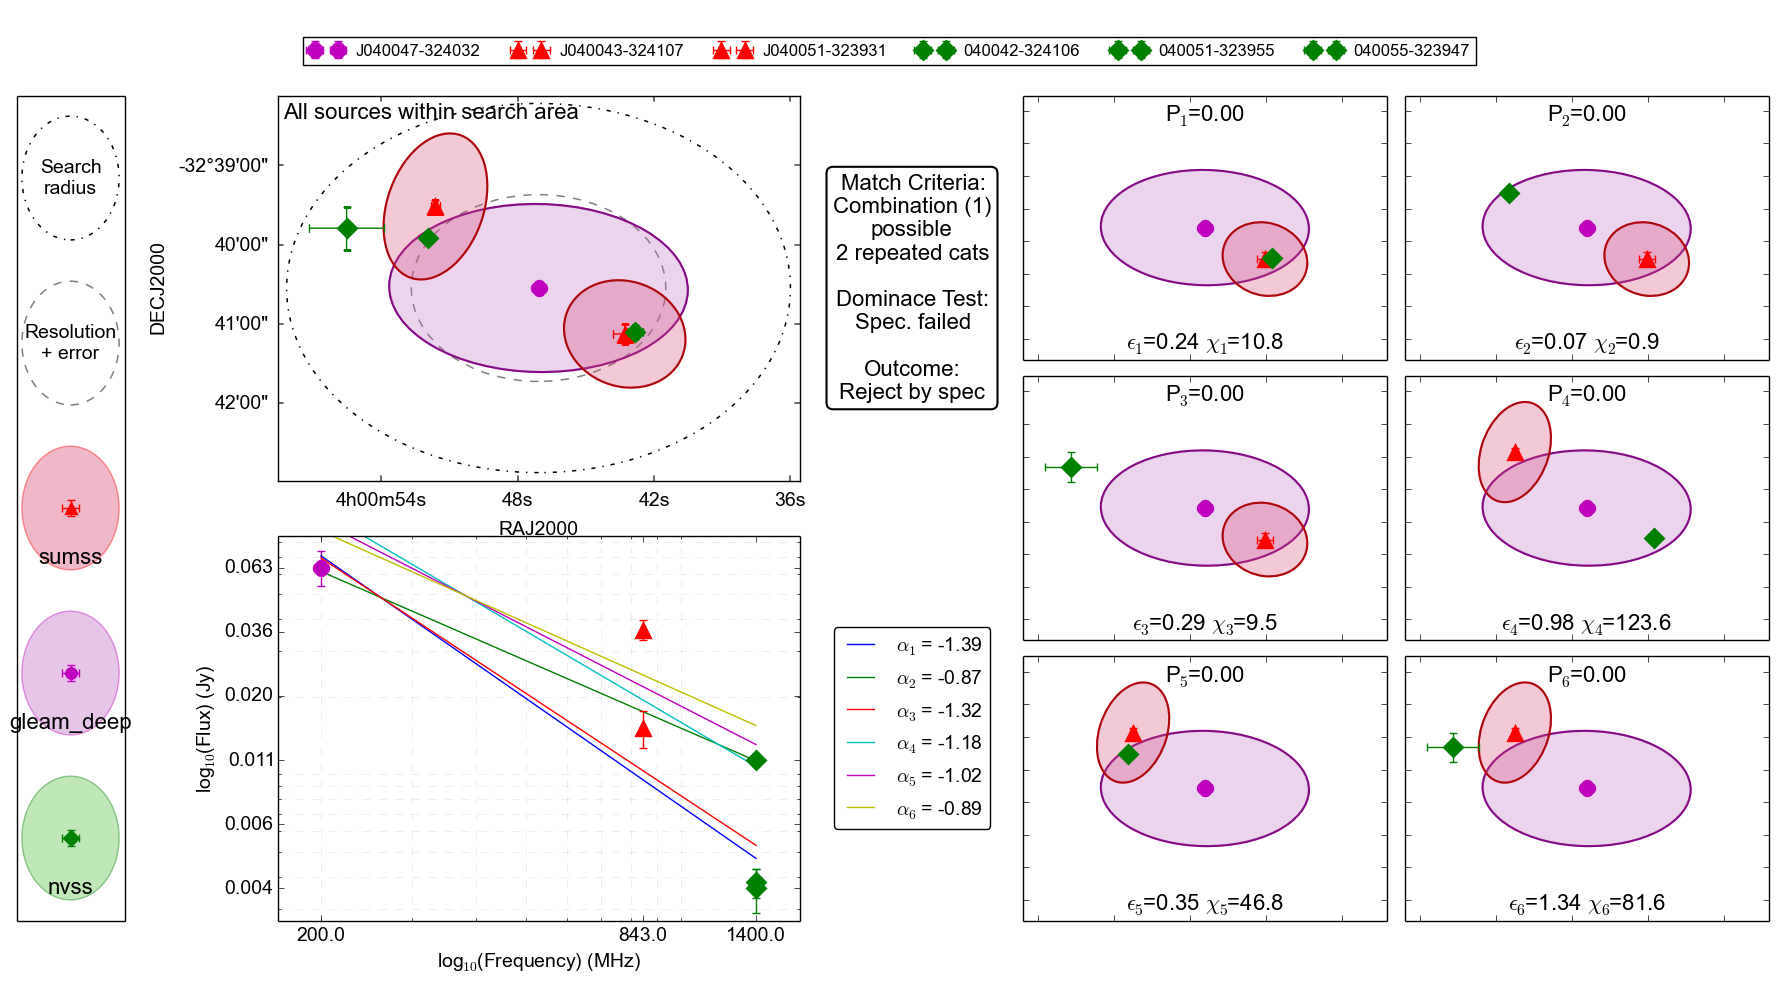 J040047-324032 J040043-324107 J040051-323931 040042-324106 040051-323955 040055-323947
Search
radius
Resolution
+ error
sumss
gleam_deep
nvss
All sources within search area
DECJ2000
-32°39'00"
40'00"
41'00"
42'00"
4h00m54s 48s 42s 36s
RAJ2000
Match Criteria:
Combination (1)
possible
2 repeated cats
Dominace Test:
Spec. failed
Outcome:
Reject by spec
log₁₀(Flux) (Jy)
0.063
0.036
0.020
0.011
0.006
0.004
200.0 843.0 1400.0
log₁₀(Frequency) (MHz)
α₁ = -1.39
α₂ = -0.87
α₃ = -1.32
α₄ = -1.18
α₅ = -1.02
α₆ = -0.89
P₁=0.00
ϵ₁=0.24 χ₁=10.8
P₂=0.00
ϵ₂=0.07 χ₂=0.9
P₃=0.00
ϵ₃=0.29 χ₃=9.5
P₄=0.00
ϵ₄=0.98 χ₄=123.6
P₅=0.00
ϵ₅=0.35 χ₅=46.8
P₆=0.00
ϵ₆=1.34 χ₆=81.6